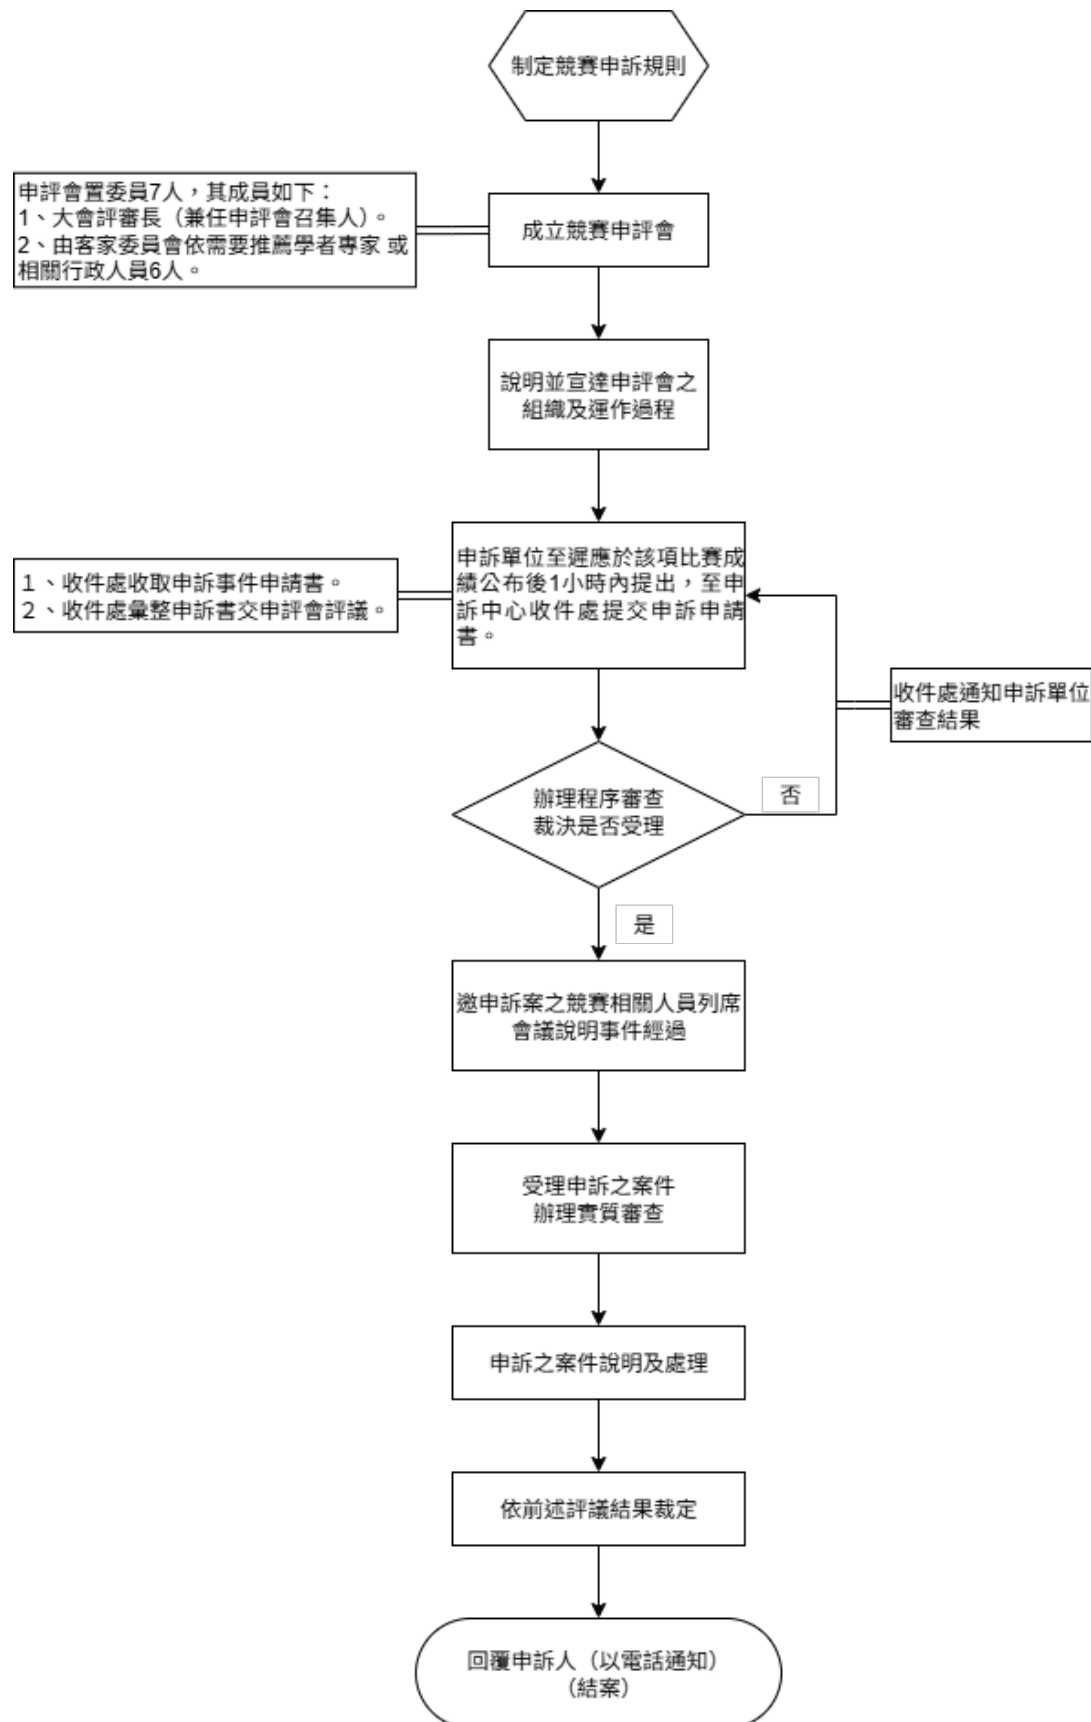 制定競賽申訴規則
申評會置委員7人，其成員如下：
1、大會評審長（兼任申評會召集人）。
2、由客家委員會依需要推薦學者專家 或
相關行政人員6人。
成立競賽申評會
說明並宣達申評會之
組織及運作過程
申訴單位至遲應於該項比賽成
績公布後1小時內提出，至申
訴中心收件處提交申訴申請
書。
１、收件處收取申訴事件申請書。
２、收件處彙整申訴書交申評會評議。
收件處通知申訴單位
審查結果
辦理程序審查
裁決是否受理
否
是
邀申訴案之競賽相關人員列席
會議說明事件經過
受理申訴之案件
辦理實質審查
申訴之案件說明及處理
依前述評議結果裁定
回覆申訴人（以電話通知）
（結案）